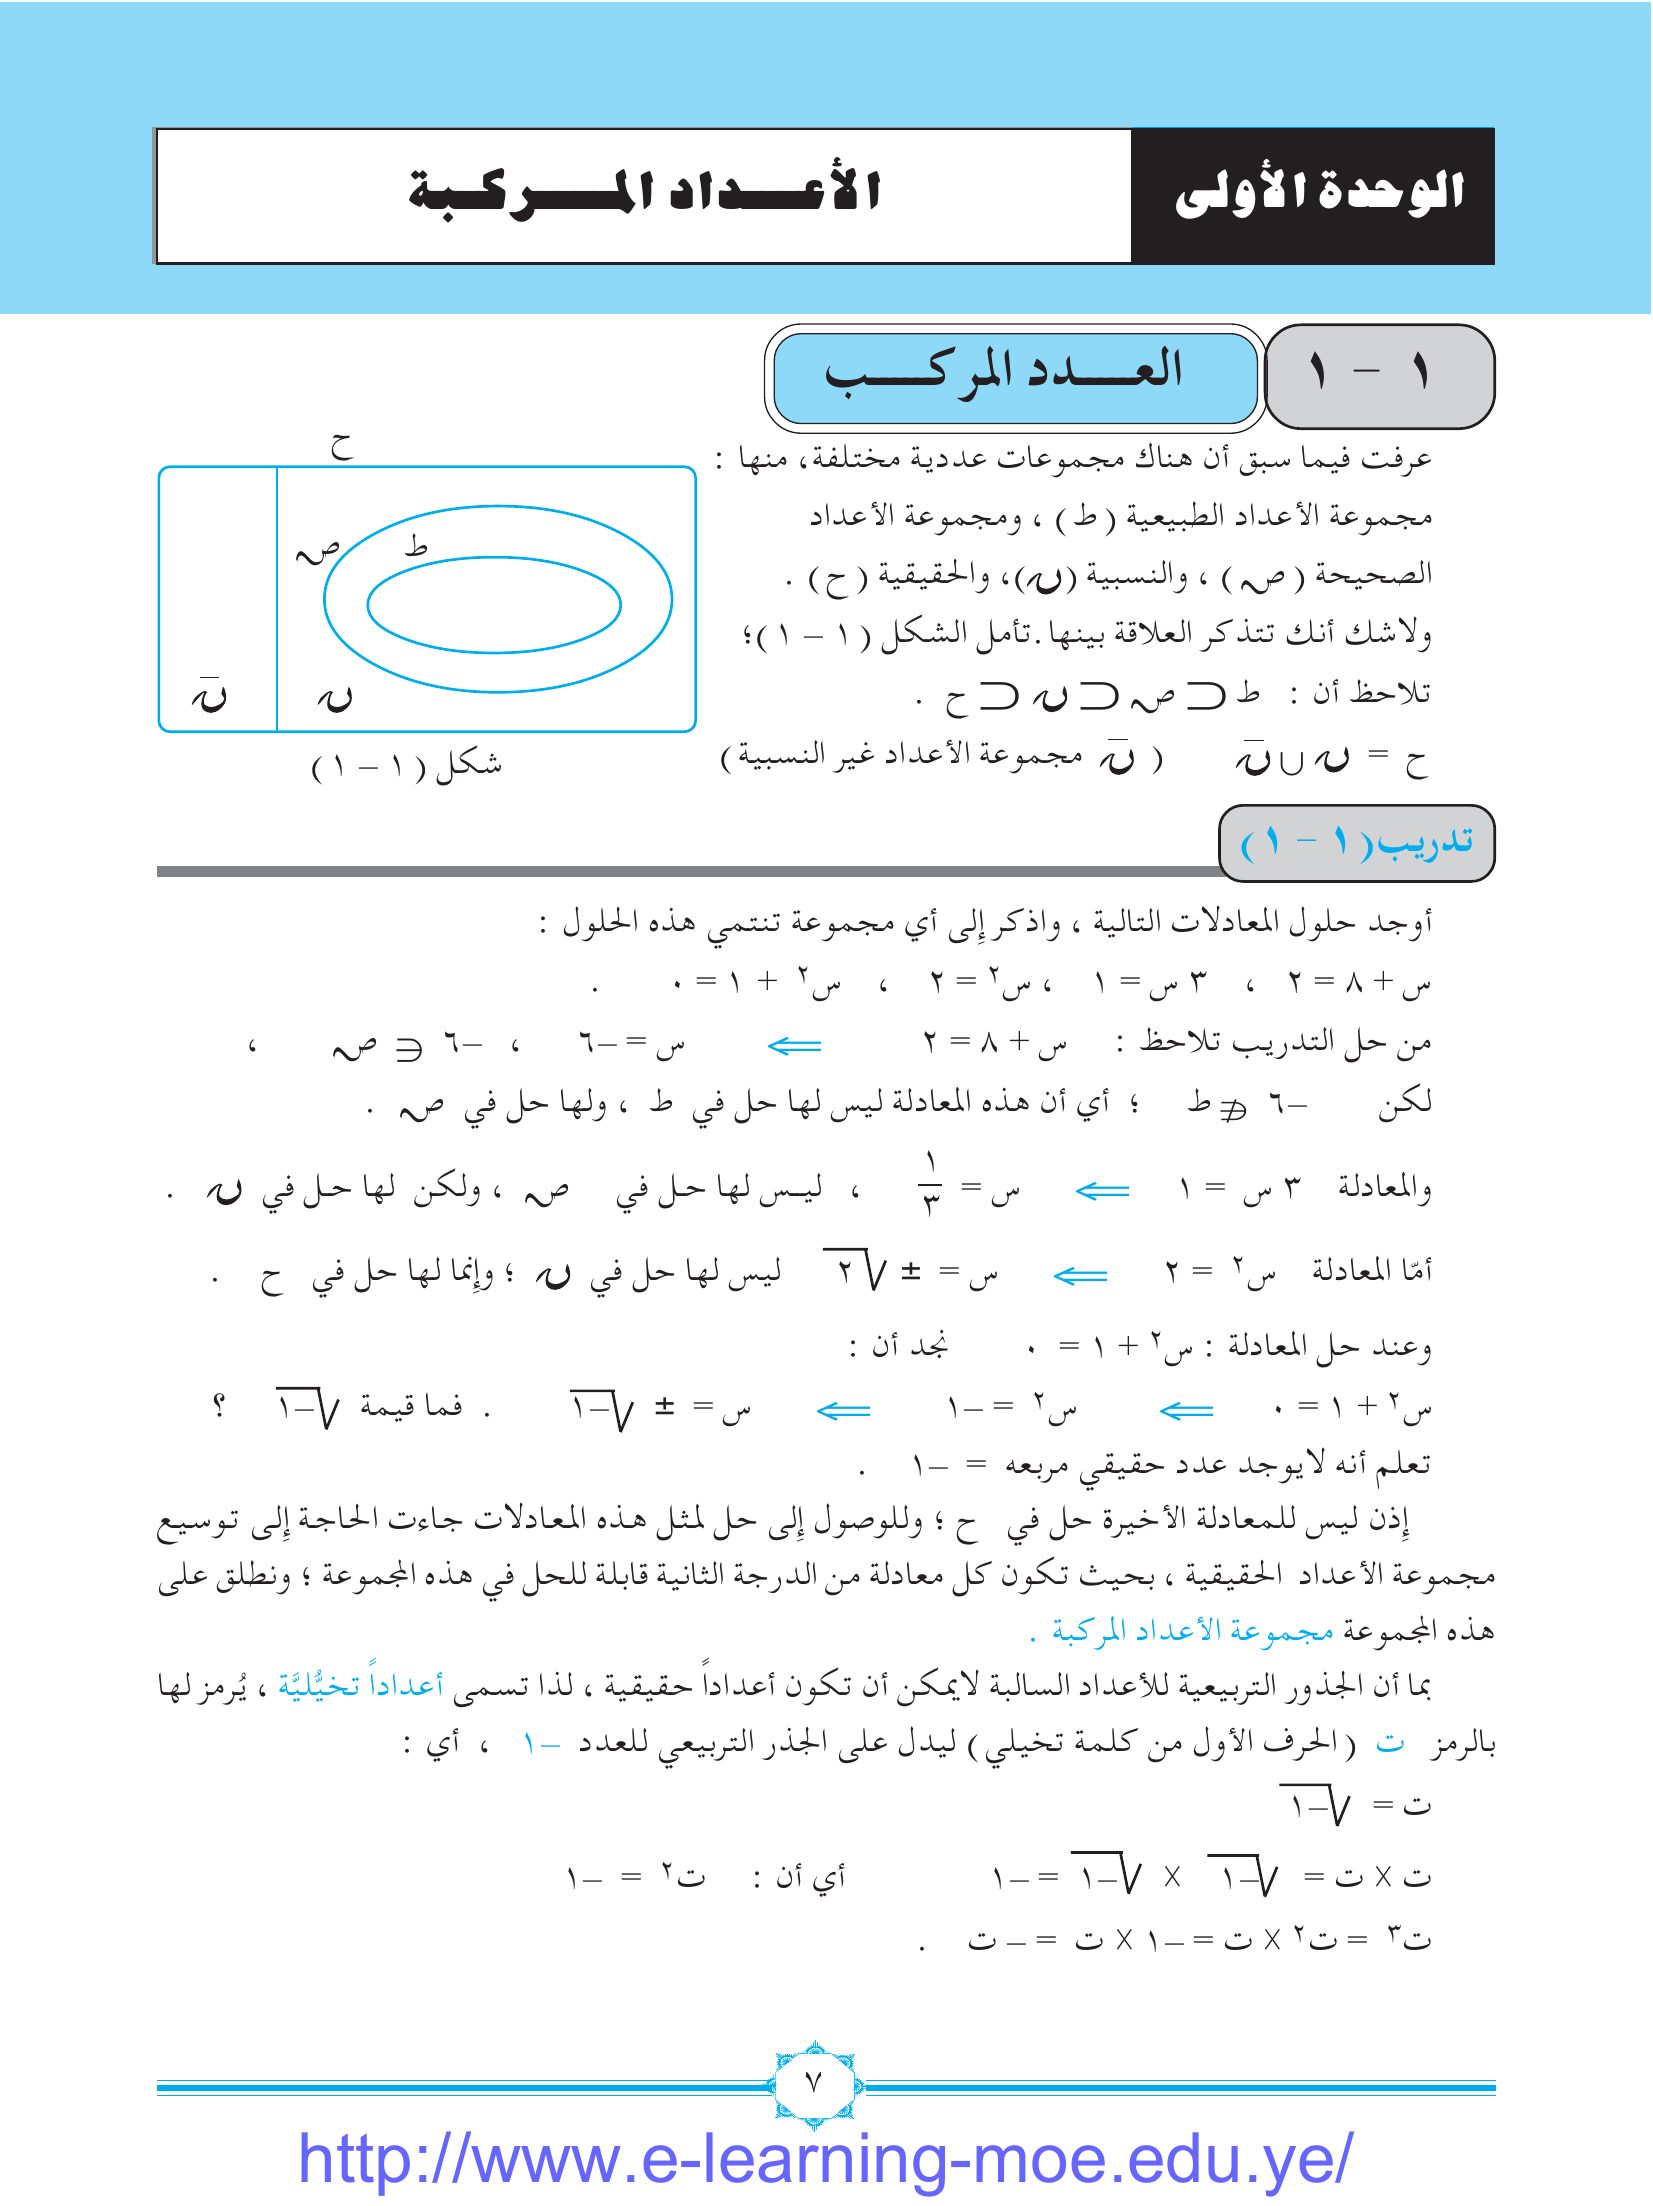 الوحدة الأولى
الأعداد المركبة
١ – ١
العدد المركب
عرفت فيما سبق أن هناك مجموعات عددية مختلفة، منها :
مجموعة الأعداد الطبيعية (ط) ، ومجموعة الأعداد
الصحيحة (صـ) ، والنسبية (ن)، والحقيقية (ح) .
ولاشك أنك تتذكر العلاقة بينها .تأمل الشكل (١ – ١)؛
تلاحظ أن : ط ⊂ صـ ⊂ ن ⊂ ح .
ح = ن ∪ ن̄ ( ن̄ مجموعة الأعداد غير النسبية)
ح
صـ
ط
ن
ن̄
شكل (١ – ١)
تدريب(١ – ١)
أوجد حلول المعادلات التالية ، واذكر إلى أي مجموعة تنتمي هذه الحلول :
س + ٨ = ٢ ، ٣ س = ١ ، س٢ = ٢ ، س٢ + ١ = ٠ .
من حل التدريب تلاحظ : س + ٨ = ٢ ⇐ س = –٦ ، –٦ ∈ صـ ،
لكن –٦ ∉ ط ؛ أي أن هذه المعادلة ليس لها حل في ط ، ولها حل في صـ .
والمعادلة ٣ س = ١ ⇐ س = ١/٣ ، ليس لها حل في صـ ، ولكن لها حل في ن .
أمّا المعادلة س٢ = ٢ ⇐ س = ± √٢ ليس لها حل في ن ؛ وإنما لها حل في ح .
وعند حل المعادلة : س٢ + ١ = ٠ نجد أن :
س٢ + ١ = ٠ ⇐ س٢ = –١ ⇐ س = ± √–١ . فما قيمة √–١ ؟
تعلم أنه لايوجد عدد حقيقي مربعه = –١ .
إذن ليس للمعادلة الأخيرة حل في ح ؛ وللوصول إلى حل لمثل هذه المعادلات جاءت الحاجة إلى توسيع
مجموعة الأعداد الحقيقية ، بحيث تكون كل معادلة من الدرجة الثانية قابلة للحل في هذه المجموعة ؛ ونطلق على
هذه المجموعة مجموعة الأعداد المركبة .
بما أن الجذور التربيعية للأعداد السالبة لايمكن أن تكون أعداداً حقيقية ، لذا تسمى أعداداً تخيُّليَّة ، يُرمز لها
بالرمز ت (الحرف الأول من كلمة تخيلي) ليدل على الجذر التربيعي للعدد –١ ، أي :
ت = √–١
ت × ت = √–١ × √–١ = –١ أي أن : ت٢ = –١
ت٣ = ت٢ × ت = –١ × ت = – ت .
٧
http://www.e-learning-moe.edu.ye/